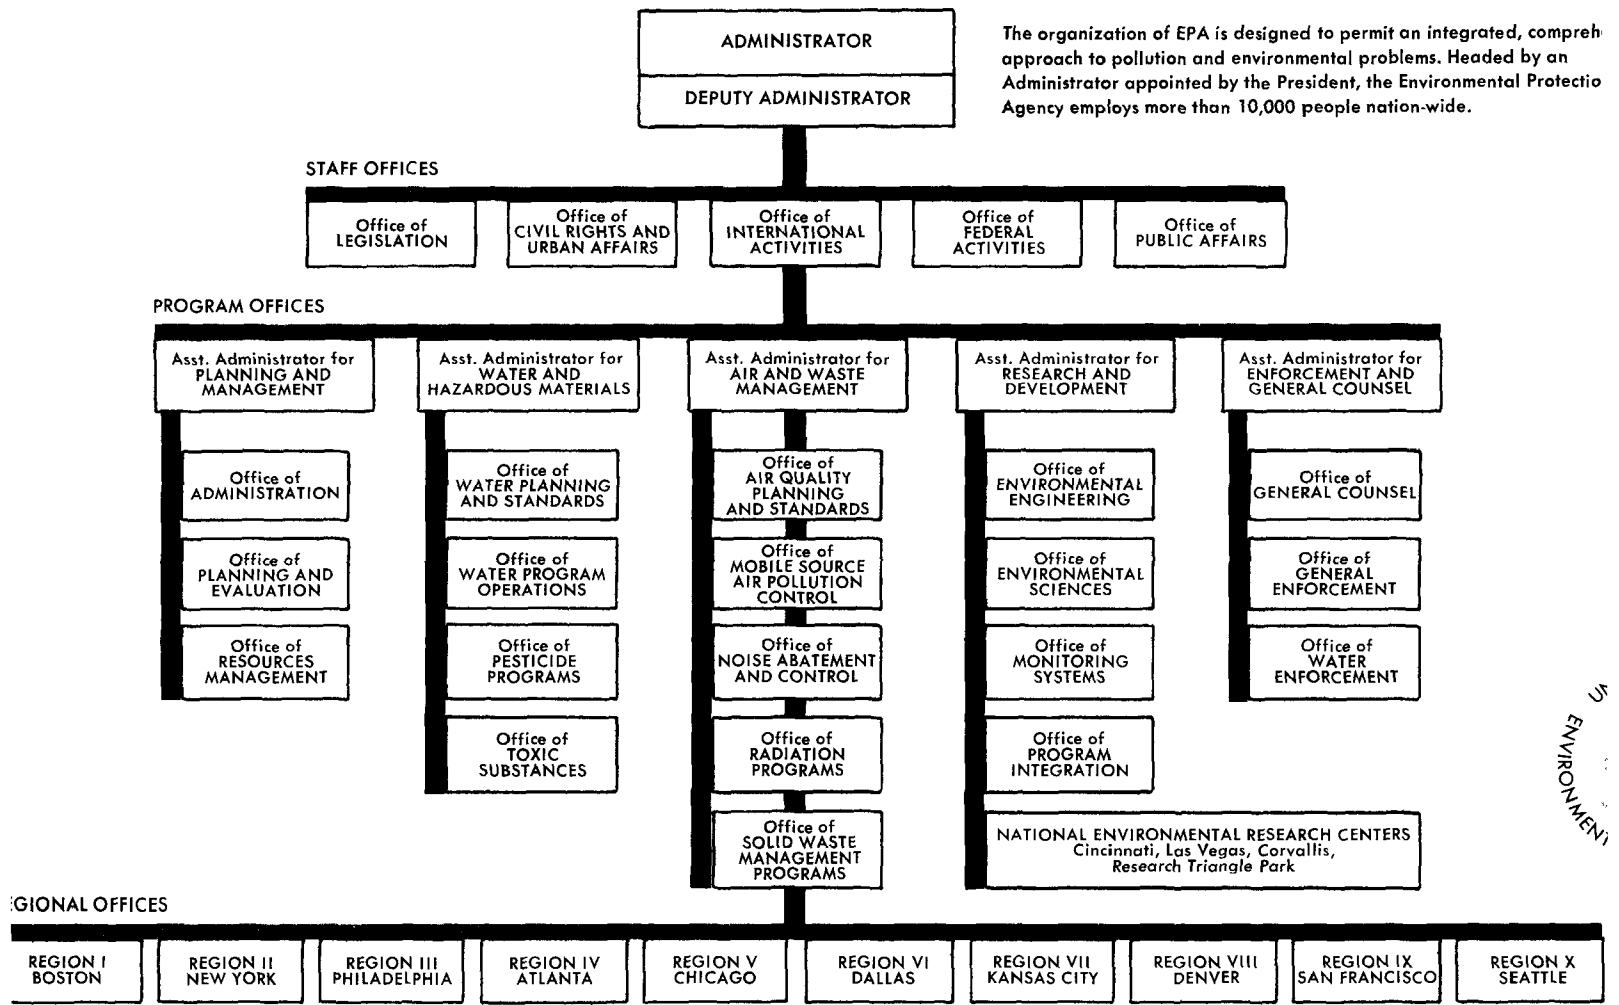 ADMINISTRATOR
DEPUTY ADMINISTRATOR
The organization of EPA is designed to permit an integrated, compreh
approach to pollution and environmental problems. Headed by an
Administrator appointed by the President, the Environmental Protectio
Agency employs more than 10,000 people nation-wide.
STAFF OFFICES
Office of
LEGISLATION
Office of
CIVIL RIGHTS AND
URBAN AFFAIRS
Office of
INTERNATIONAL
ACTIVITIES
Office of
FEDERAL
ACTIVITIES
Office of
PUBLIC AFFAIRS
PROGRAM OFFICES
Asst. Administrator for
PLANNING AND
MANAGEMENT
Asst. Administrator for
WATER AND
HAZARDOUS MATERIALS
Asst. Administrator for
AIR AND WASTE
MANAGEMENT
Asst. Administrator for
RESEARCH AND
DEVELOPMENT
Asst. Administrator for
ENFORCEMENT AND
GENERAL COUNSEL
Office of
ADMINISTRATION
Office of
PLANNING AND
EVALUATION
Office of
RESOURCES
MANAGEMENT
Office of
WATER PLANNING
AND STANDARDS
Office of
WATER PROGRAM
OPERATIONS
Office of
PESTICIDE
PROGRAMS
Office of
TOXIC
SUBSTANCES
Office of
AIR QUALITY
PLANNING
AND STANDARDS
Office of
MOBILE SOURCE
AIR POLLUTION
CONTROL
Office of
NOISE ABATEMENT
AND CONTROL
Office of
RADIATION
PROGRAMS
Office of
SOLID WASTE
MANAGEMENT
PROGRAMS
Office of
ENVIRONMENTAL
ENGINEERING
Office of
ENVIRONMENTAL
SCIENCES
Office of
MONITORING
SYSTEMS
Office of
PROGRAM
INTEGRATION
NATIONAL ENVIRONMENTAL RESEARCH CENTERS
Cincinnati, Las Vegas, Corvallis,
Research Triangle Park
Office of
GENERAL COUNSEL
Office of
GENERAL
ENFORCEMENT
Office of
WATER
ENFORCEMENT
ENVIRONMENT
GIONAL OFFICES
REGION I
BOSTON
REGION II
NEW YORK
REGION III
PHILADELPHIA
REGION IV
ATLANTA
REGION V
CHICAGO
REGION VI
DALLAS
REGION VII
KANSAS CITY
REGION VIII
DENVER
REGION IX
SAN FRANCISCO
REGION X
SEATTLE